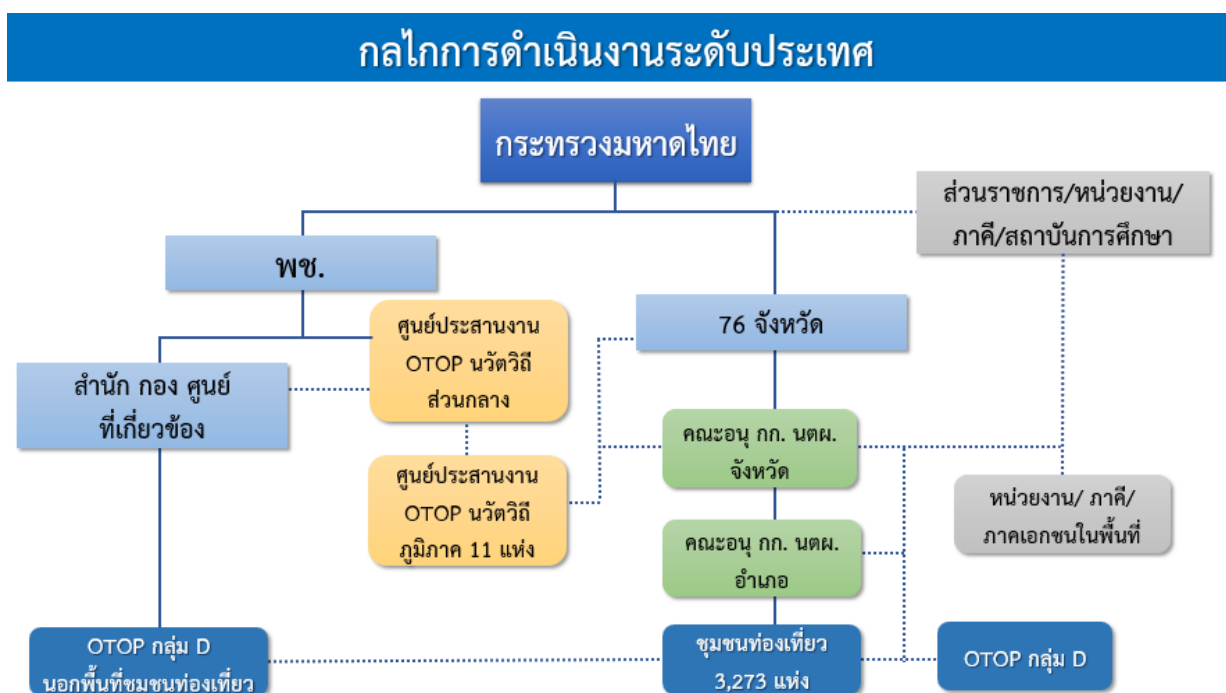 กลไกการดำเนินงานระดับประเทศ
กระทรวงมหาดไทย
ส่วนราชการ/หน่วยงาน/
ภาคี/สถาบันการศึกษา
พช.
76 จังหวัด
ศูนย์ประสานงาน
OTOP นวัตวิถี
ส่วนกลาง
สำนัก กอง ศูนย์
ที่เกี่ยวข้อง
คณะอนุ กก. นตผ.
จังหวัด
ศูนย์ประสานงาน
OTOP นวัตวิถี
ภูมิภาค 11 แห่ง
หน่วยงาน/ ภาคี/
ภาคเอกชนในพื้นที่
คณะอนุ กก. นตผ.
อำเภอ
OTOP กลุ่ม D
นอกพื้นที่ชุมชนท่องเที่ยว
ชุมชนท่องเที่ยว
3,273 แห่ง
OTOP กลุ่ม D